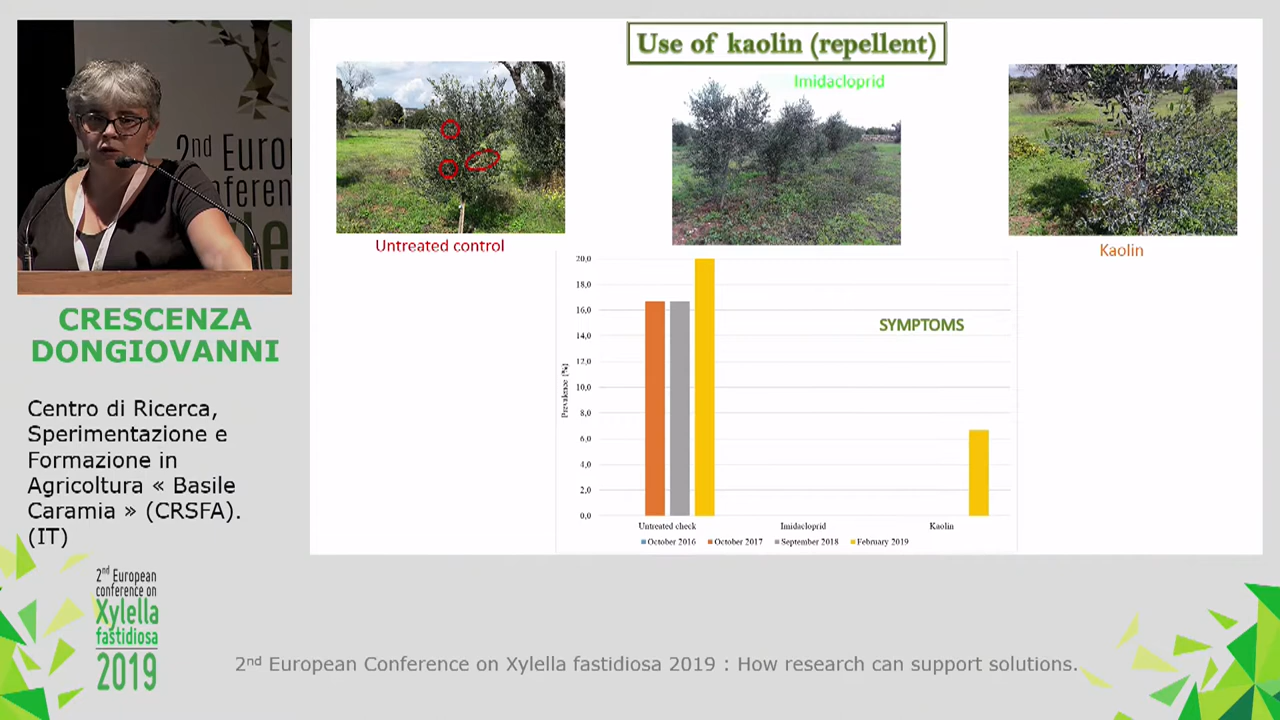 Use of kaolin (repellent)
Imidacloprid
Untreated control
Kaolin
20,0
18,0
16,0
14,0
12,0
10,0
8,0
6,0
4,0
2,0
0,0
Prevalence (%)
SYMPTOMS
Untreated check
Imidacloprid
Kaolin
October 2016
October 2017
September 2018
February 2019
2nd Euro
onferenc
CRESCENZA
DONGIOVANNI
Centro di Ricerca,
Sperimentazione e
Formazione in
Agricoltura « Basile
Caramia » (CRSFA).
(IT)
2nd European
conference on
Xylella
fastidiosa
2019
2nd European Conference on Xylella fastidiosa 2019 : How research can support solutions.